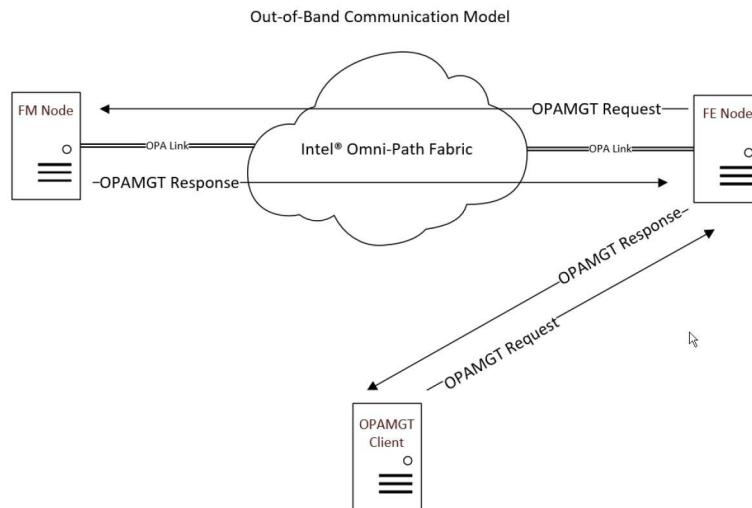 Out-of-Band Communication Model
FM Node
OPAMGT Request
FE Node
OPA Link
Intel® Omni-Path Fabric
OPA Link
OPAMGT Response
OPAMGT Response
OPAMGT Request
OPAMGT
Client